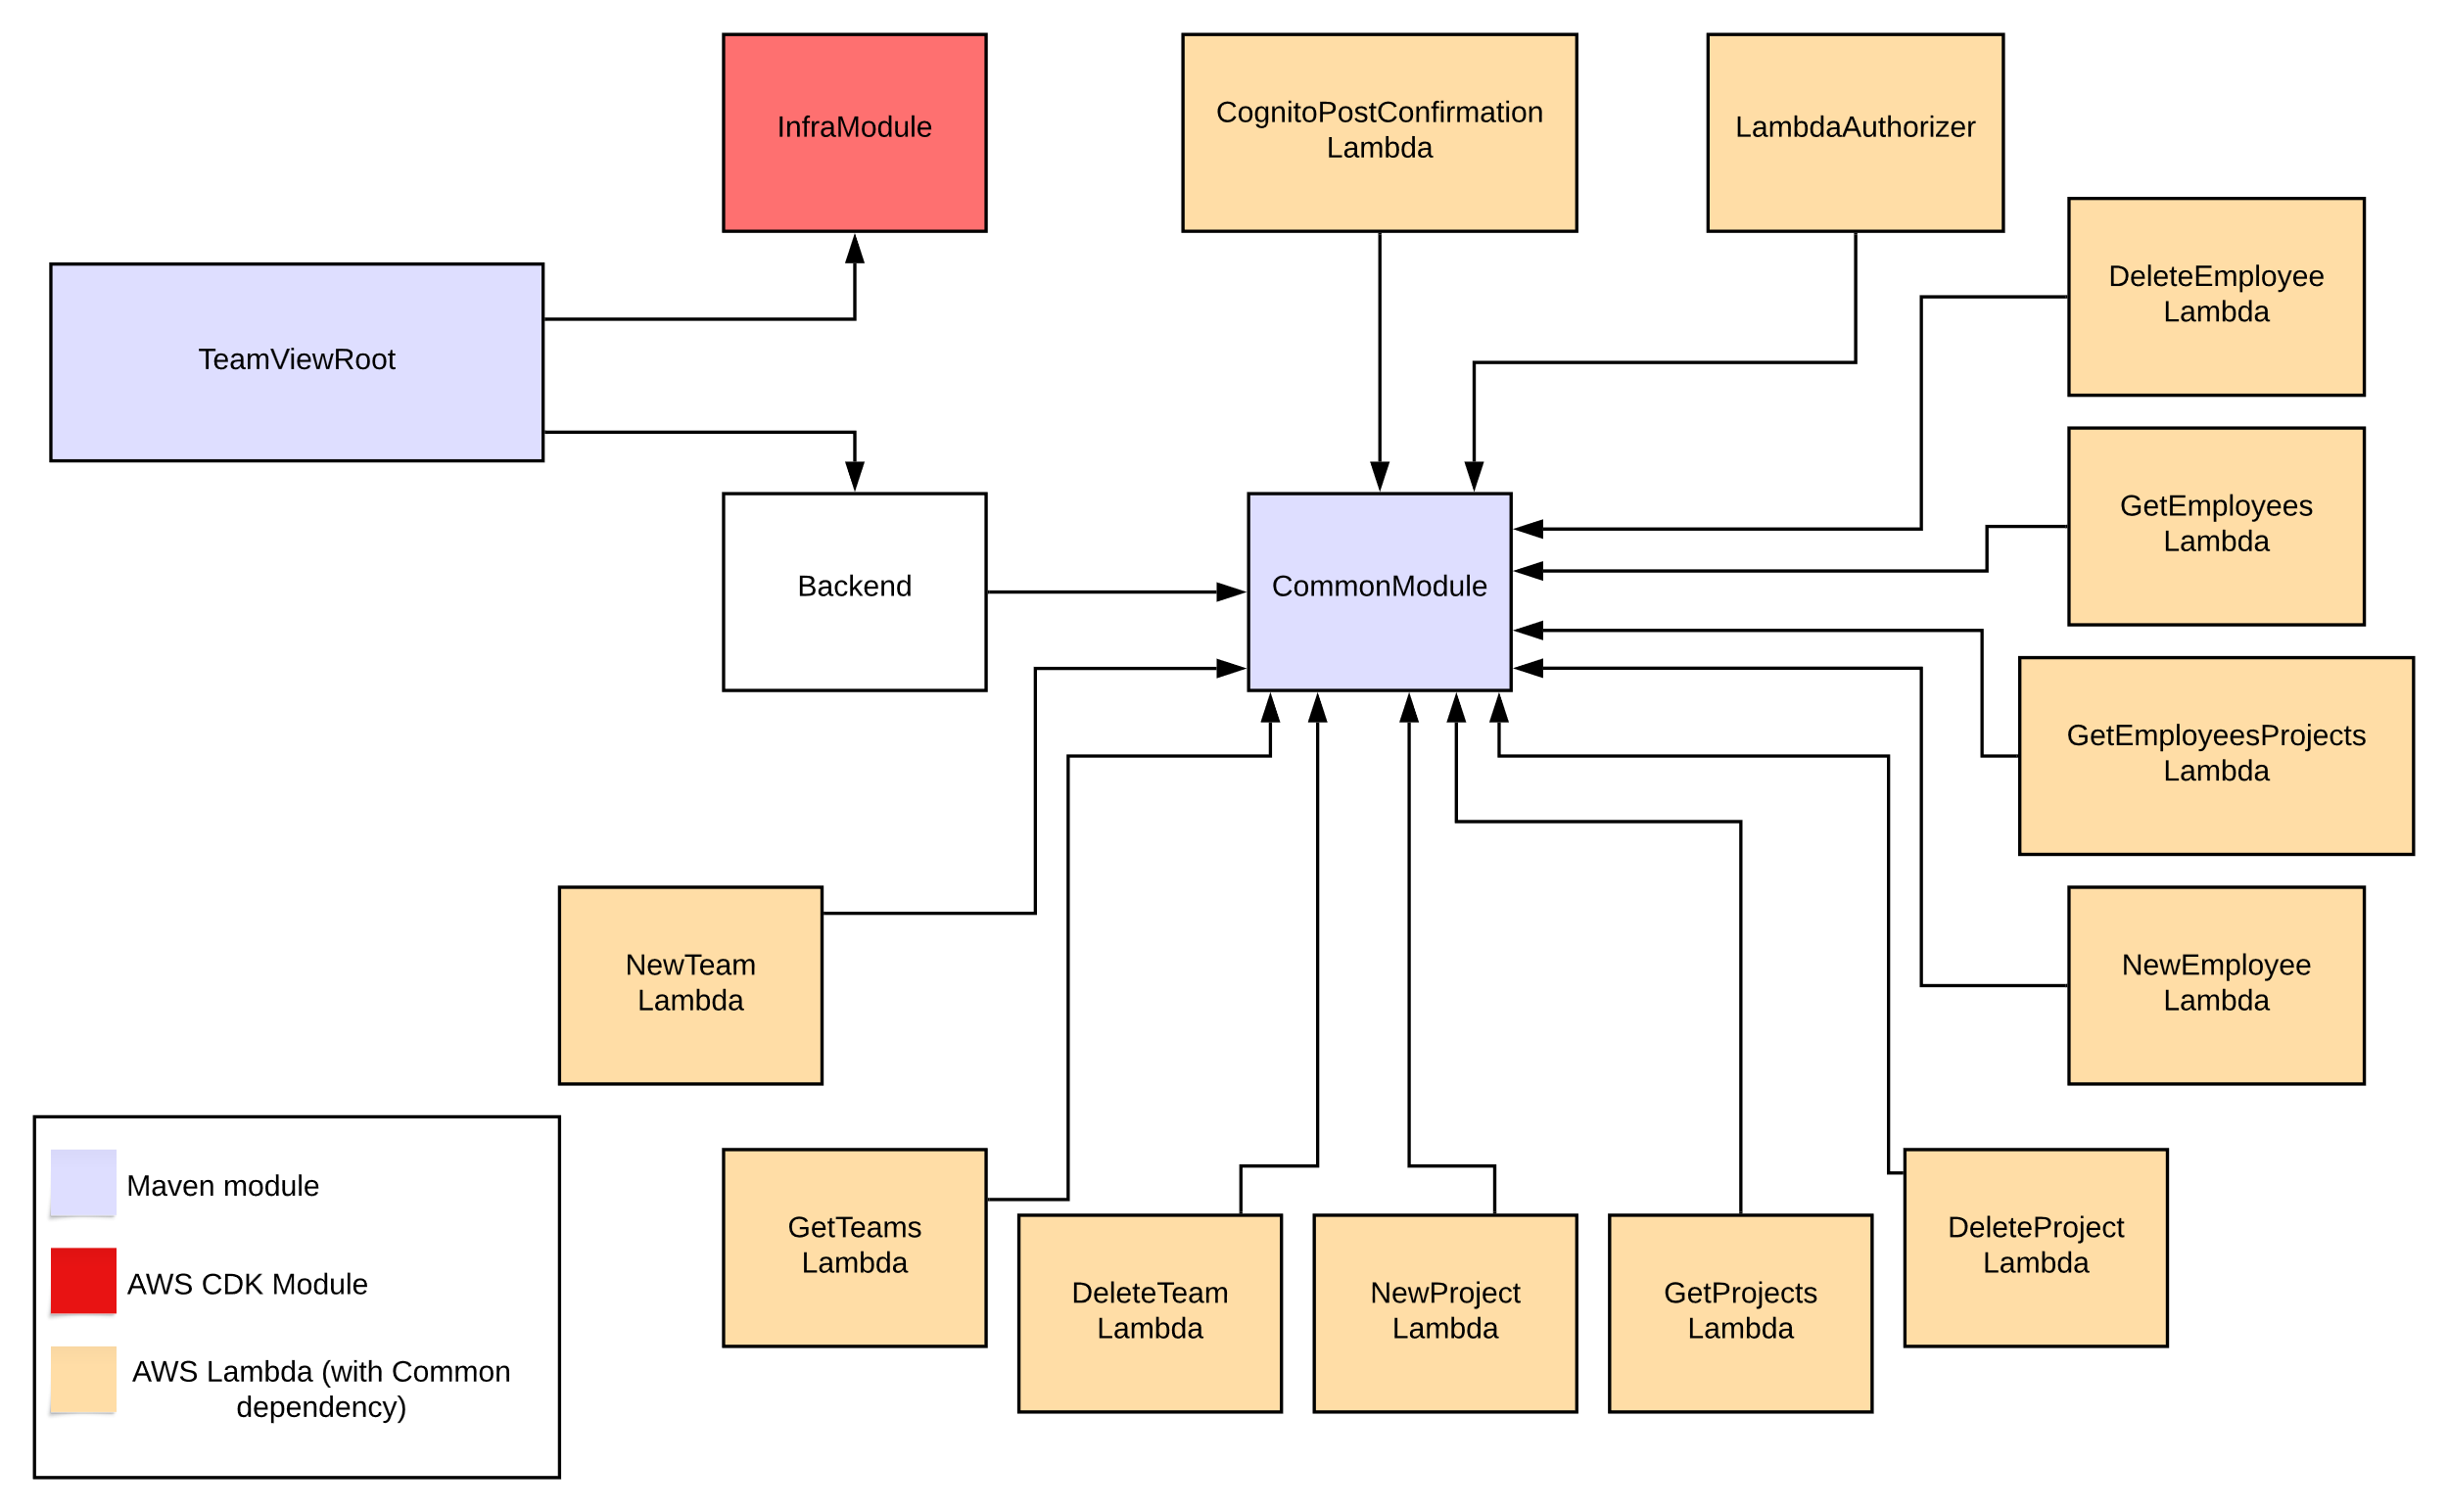 InfraModule
CognitoPostConfirmation
Lambda
LambdaAuthorizer
DeleteEmployee
Lambda
TeamViewRoot
GetEmployees
Lambda
Backend
CommonModule
GetEmployeesProjects
Lambda
NewTeam
Lambda
NewEmployee
Lambda
GetTeams
Lambda
DeleteTeam
Lambda
NewProject
Lambda
GetProjects
Lambda
DeleteProject
Lambda
Maven module
AWS CDK Module
AWS Lambda (with Common
dependency)